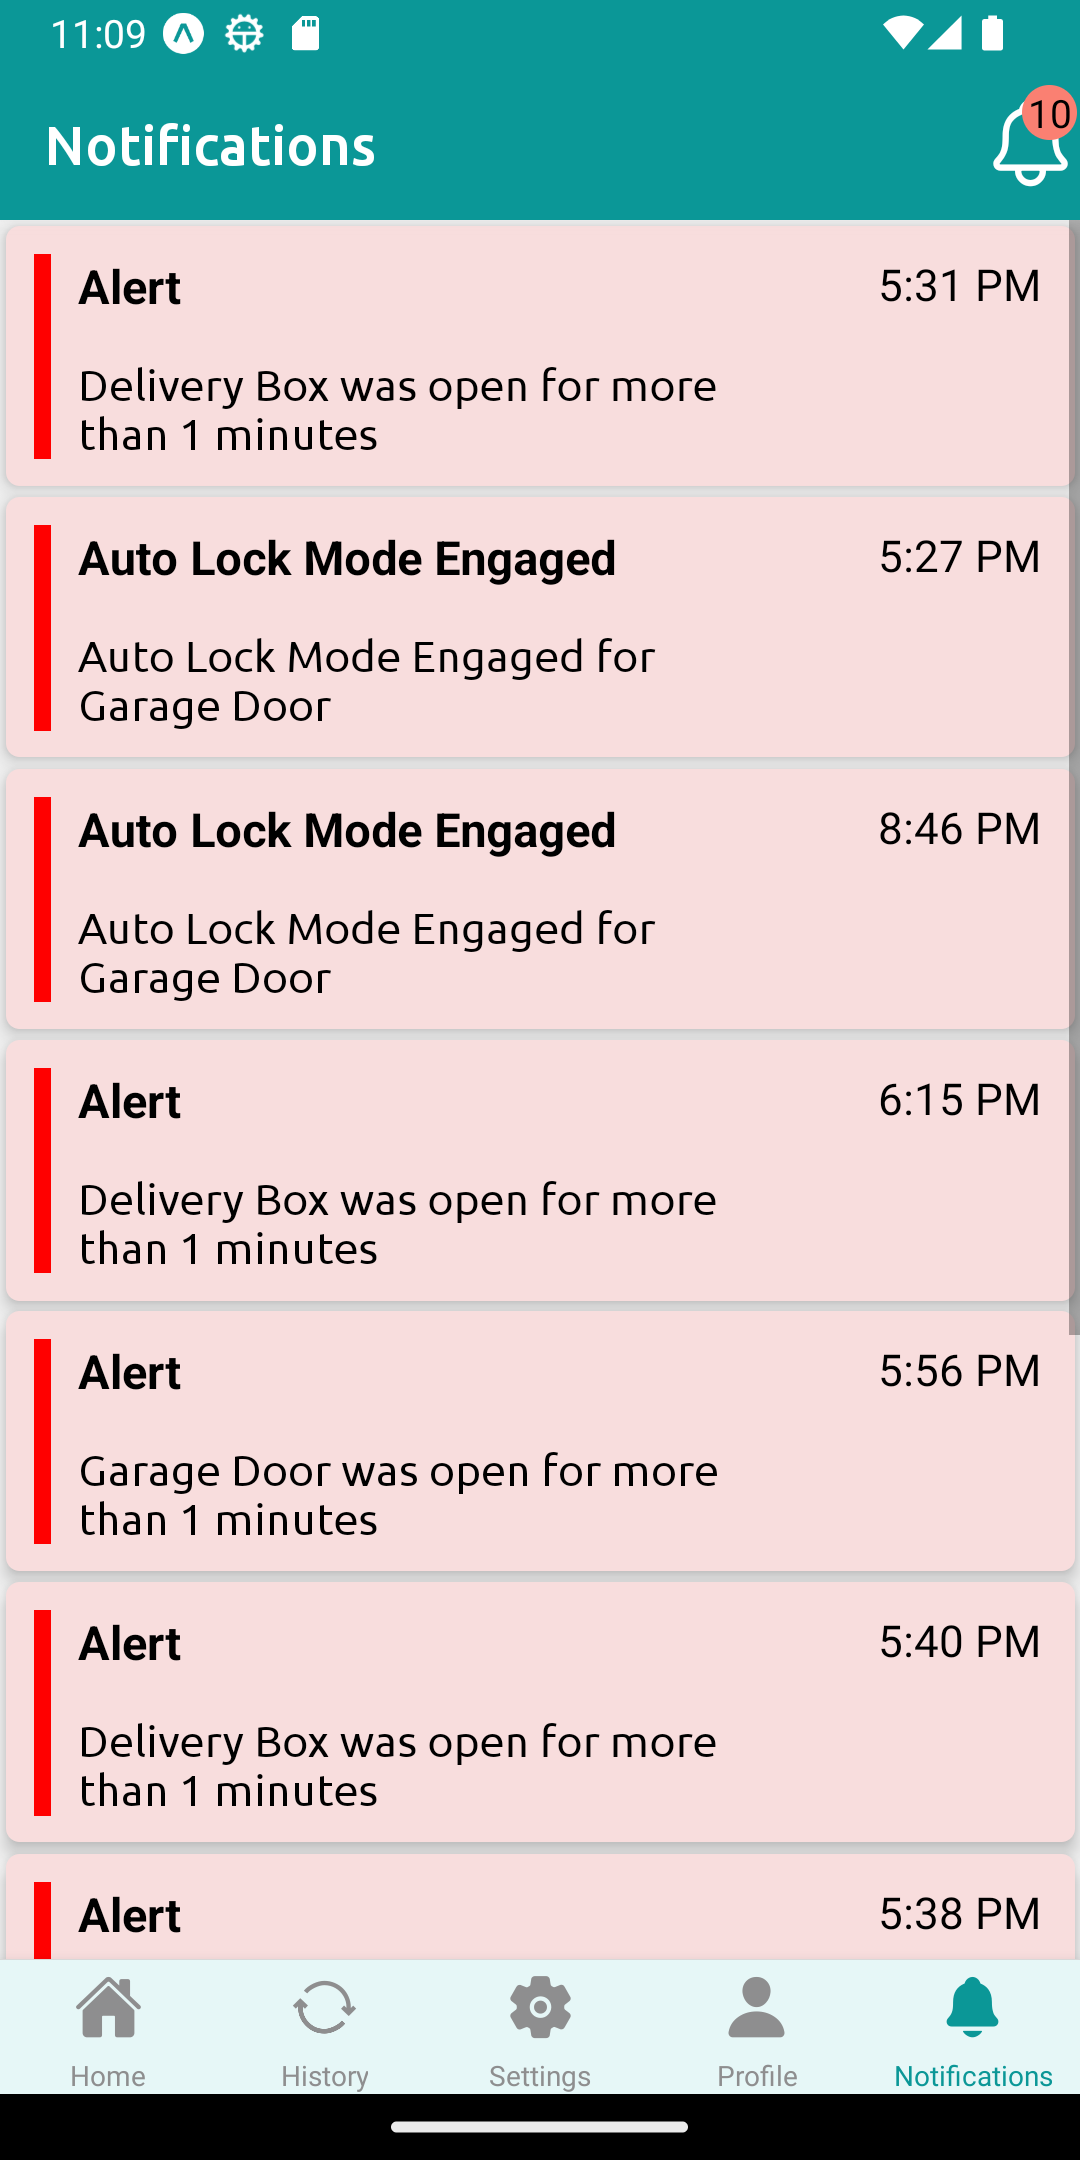 11:09
Notifications
10
Alert
5:31 PM
Delivery Box was open for more
than 1 minutes
Auto Lock Mode Engaged
5:27 PM
Auto Lock Mode Engaged for
Garage Door
Auto Lock Mode Engaged
8:46 PM
Auto Lock Mode Engaged for
Garage Door
Alert
6:15 PM
Delivery Box was open for more
than 1 minutes
Alert
5:56 PM
Garage Door was open for more
than 1 minutes
Alert
5:40 PM
Delivery Box was open for more
than 1 minutes
Alert
5:38 PM
Home
History
Settings
Profile
Notifications